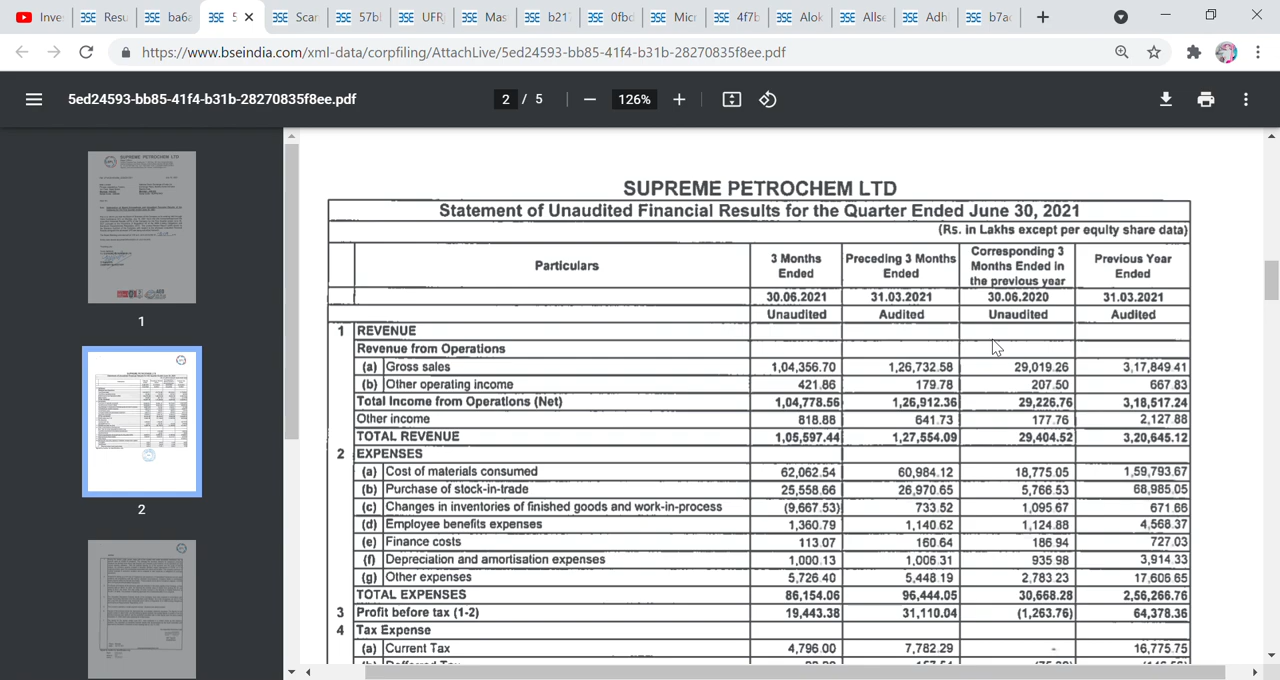 Inve
Resu
ba6a
5
Scar
57bl
UFR
Mas
b217
0fbc
Micr
4f7b
Alok
Allse
Adh
b7ac
https://www.bseindia.com/xml-data/corpfiling/AttachLive/5ed24593-bb85-41f4-b31b-28270835f8ee.pdf
5ed24593-bb85-41f4-b31b-28270835f8ee.pdf
2 / 5
126%
SUPREME PETROCHEM LTD
1
2
SUPREME PETROCHEM LTD
Statement of Unaudited Financial Results for the Quarter Ended June 30, 2021
(Rs. in Lakhs except per equity share data)
Particulars 3 Months Ended Preceding 3 Months Ended Corresponding 3 Months Ended in the previous year Previous Year Ended
30.06.2021 31.03.2021 30.06.2020 31.03.2021
Unaudited Audited Unaudited Audited
1 REVENUE
Revenue from Operations
(a) Gross sales 1,04,356.70 1,26,732.58 29,019.26 3,17,849.41
(b) Other operating income 421.86 179.78 207.50 667.83
Total Income from Operations (Net) 1,04,778.56 1,26,912.36 29,226.76 3,18,517.24
Other income 818.88 641.73 177.76 2,127.88
TOTAL REVENUE 1,05,597.44 1,27,554.09 29,404.52 3,20,645.12
2 EXPENSES
(a) Cost of materials consumed 62,062.54 60,984.12 18,775.05 1,59,793.67
(b) Purchase of stock-in-trade 25,558.66 26,970.65 5,766.53 68,985.05
(c) Changes in inventories of finished goods and work-in-process (9,667.53) 733.52 1,095.67 671.66
(d) Employee benefits expenses 1,360.79 1,140.62 1,124.88 4,568.37
(e) Finance costs 113.07 160.64 186.94 727.03
(f) Depreciation and amortisation expenses 1,000.13 1,006.31 935.98 3,914.33
(g) Other expenses 5,726.40 5,448.19 2,783.23 17,606.65
TOTAL EXPENSES 86,154.06 96,444.05 30,668.28 2,56,266.76
3 Profit before tax (1-2) 19,443.38 31,110.04 (1,263.76) 64,378.36
4 Tax Expense
(a) Current Tax 4,796.00 7,782.29 - 16,775.75